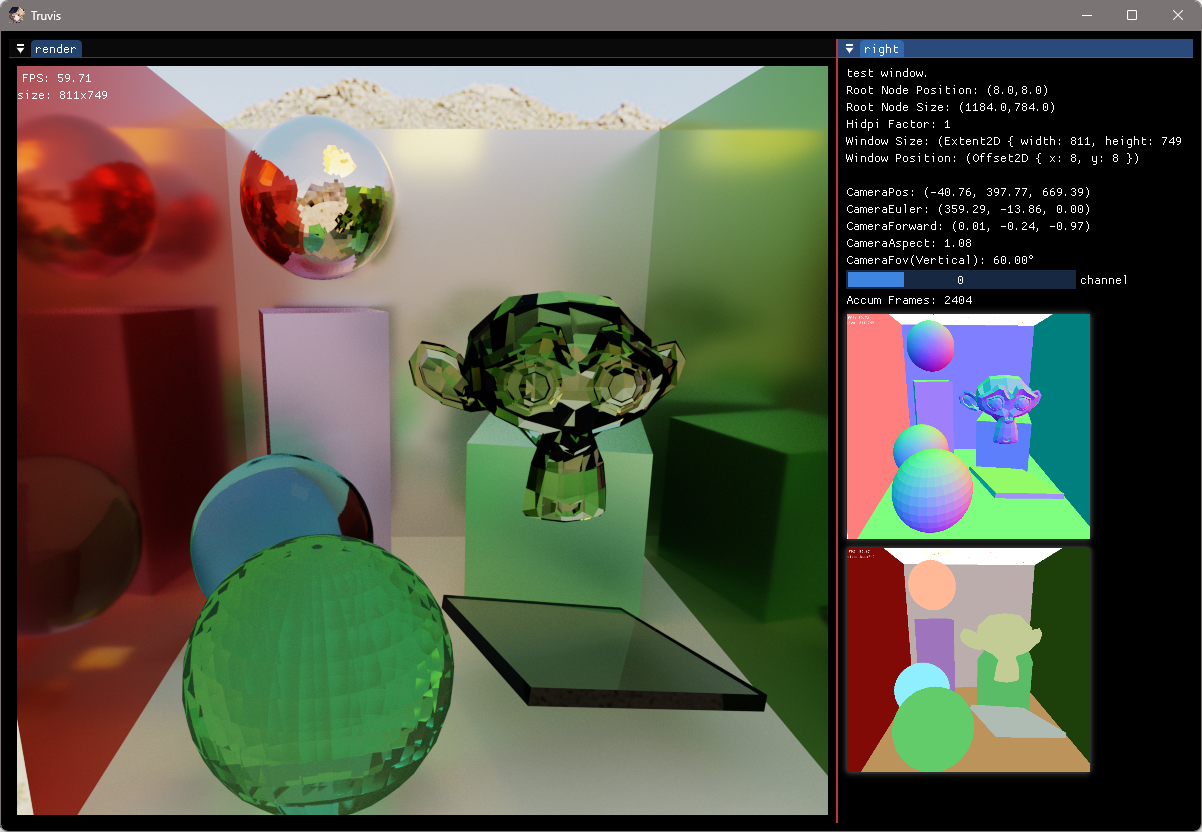 Truvis
render
FPS: 59.71
size: 811x749
right
test window.
Root Node Position: (8.0,8.0)
Root Node Size: (1184.0,784.0)
Hidpi Factor: 1
Window Size: (Extent2D { width: 811, height: 749
Window Position: (Offset2D { x: 8, y: 8 })
CameraPos: (-40.76, 397.77, 669.39)
CameraEuler: (359.29, -13.86, 0.00)
CameraForward: (0.01, -0.24, -0.97)
CameraAspect: 1.08
CameraFov(Vertical): 60.00°
0 channel
Accum Frames: 2404